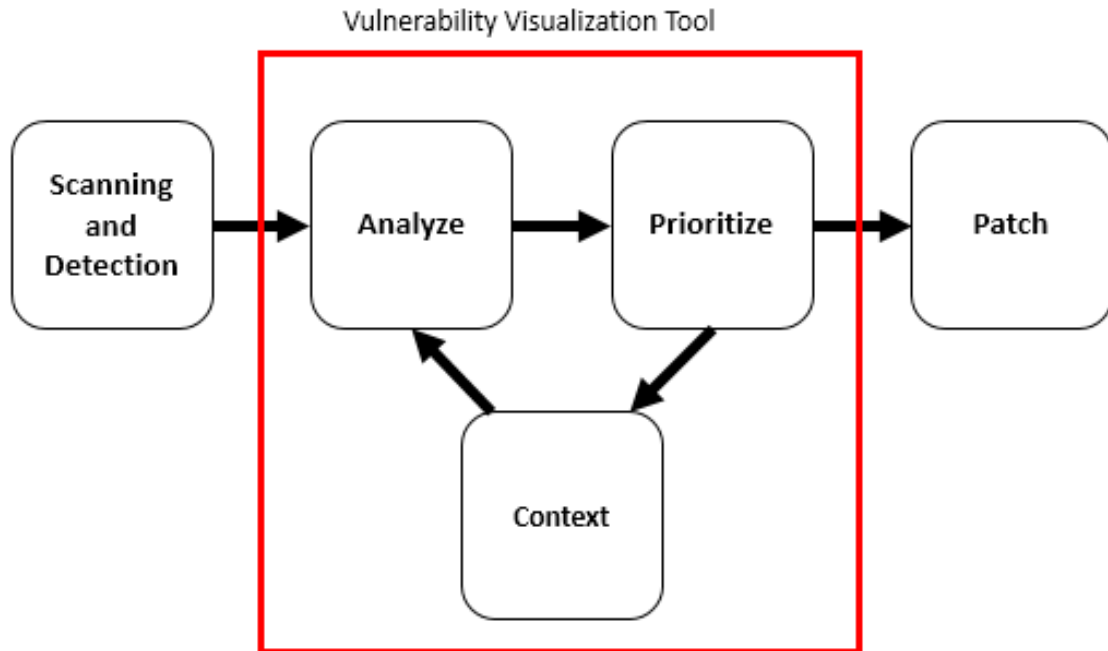 Vulnerability Visualization Tool
Scanning
and
Detection
Analyze
Prioritize
Patch
Context